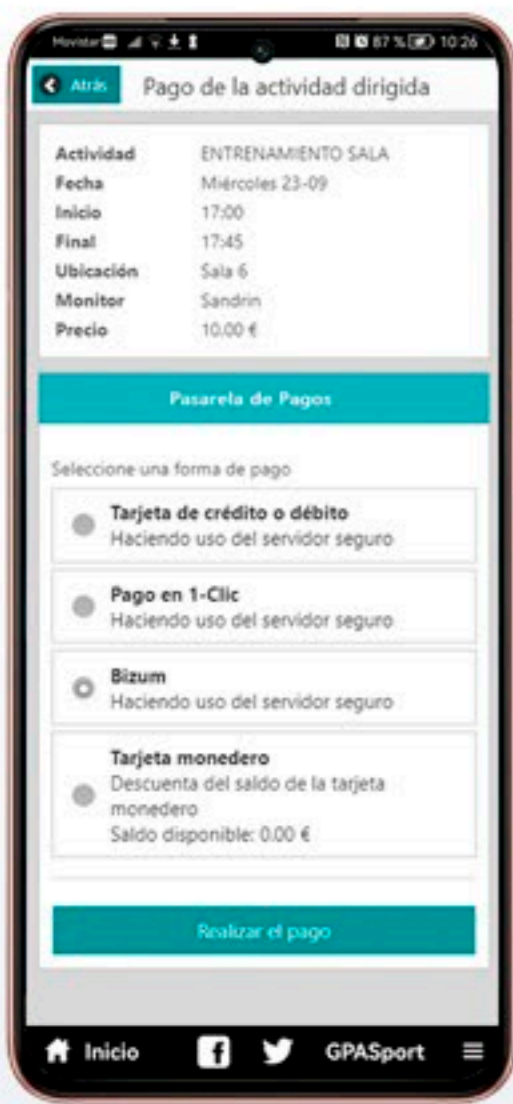 Movistar 87 % 10:26
Atrás Pago de la actividad dirigida
Actividad ENTRENAMIENTO SALA
Fecha Miércoles 23-09
Inicio 17:00
Final 17:45
Ubicación Sala 6
Monitor Sandrin
Precio 10.00 €
Pasarela de Pagos
Seleccione una forma de pago
Tarjeta de crédito o débito
Haciendo uso del servidor seguro
Pago en 1-Clic
Haciendo uso del servidor seguro
Bizum
Haciendo uso del servidor seguro
Tarjeta monedero
Descuenta del saldo de la tarjeta
monedero
Saldo disponible: 0.00 €
Realizar el pago
Inicio GPASport